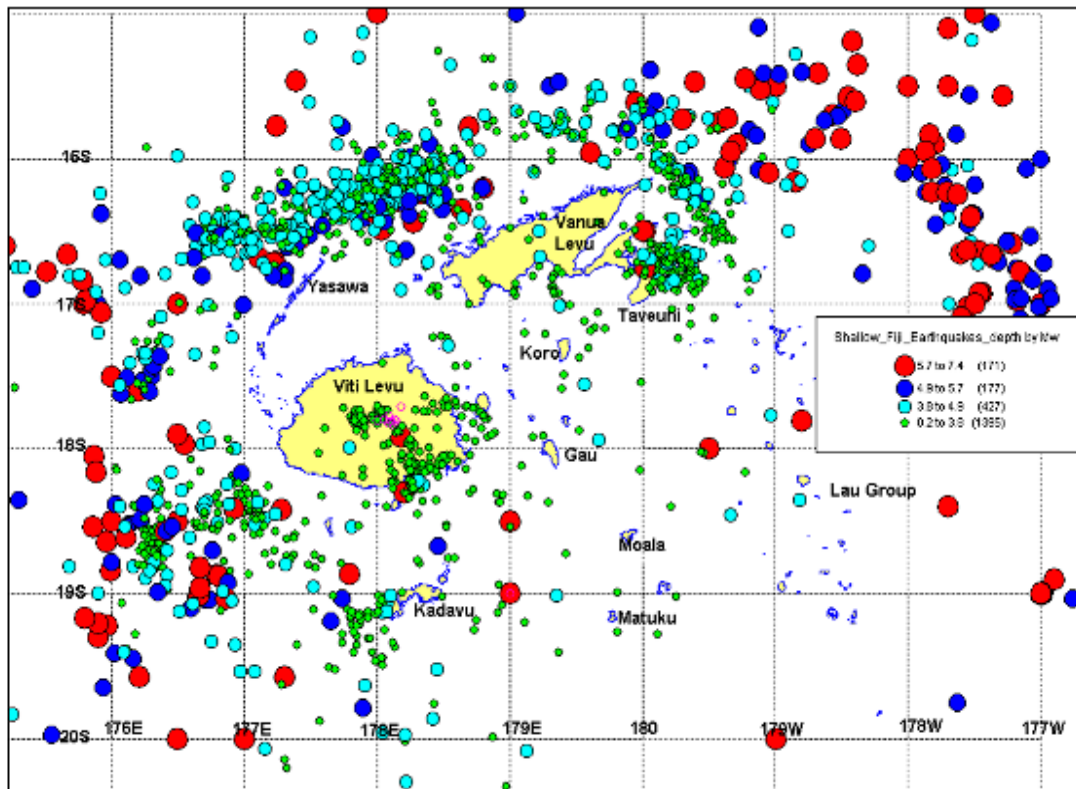 16S
Vanua
Levu
Yasawa
17S
Taveuni
Koro
Shallow_Fiji_Earthquakes_depth by Mw
5.7 to 7.4 (171)
4.9 to 5.7 (177)
3.8 to 4.9 (427)
0.2 to 3.8 (1395)
Viti Levu
18S
Gau
Lau Group
Moala
19S
Kadavu
Matuku
176E 177E 178E 179E 180 179W 178W 177W
20S